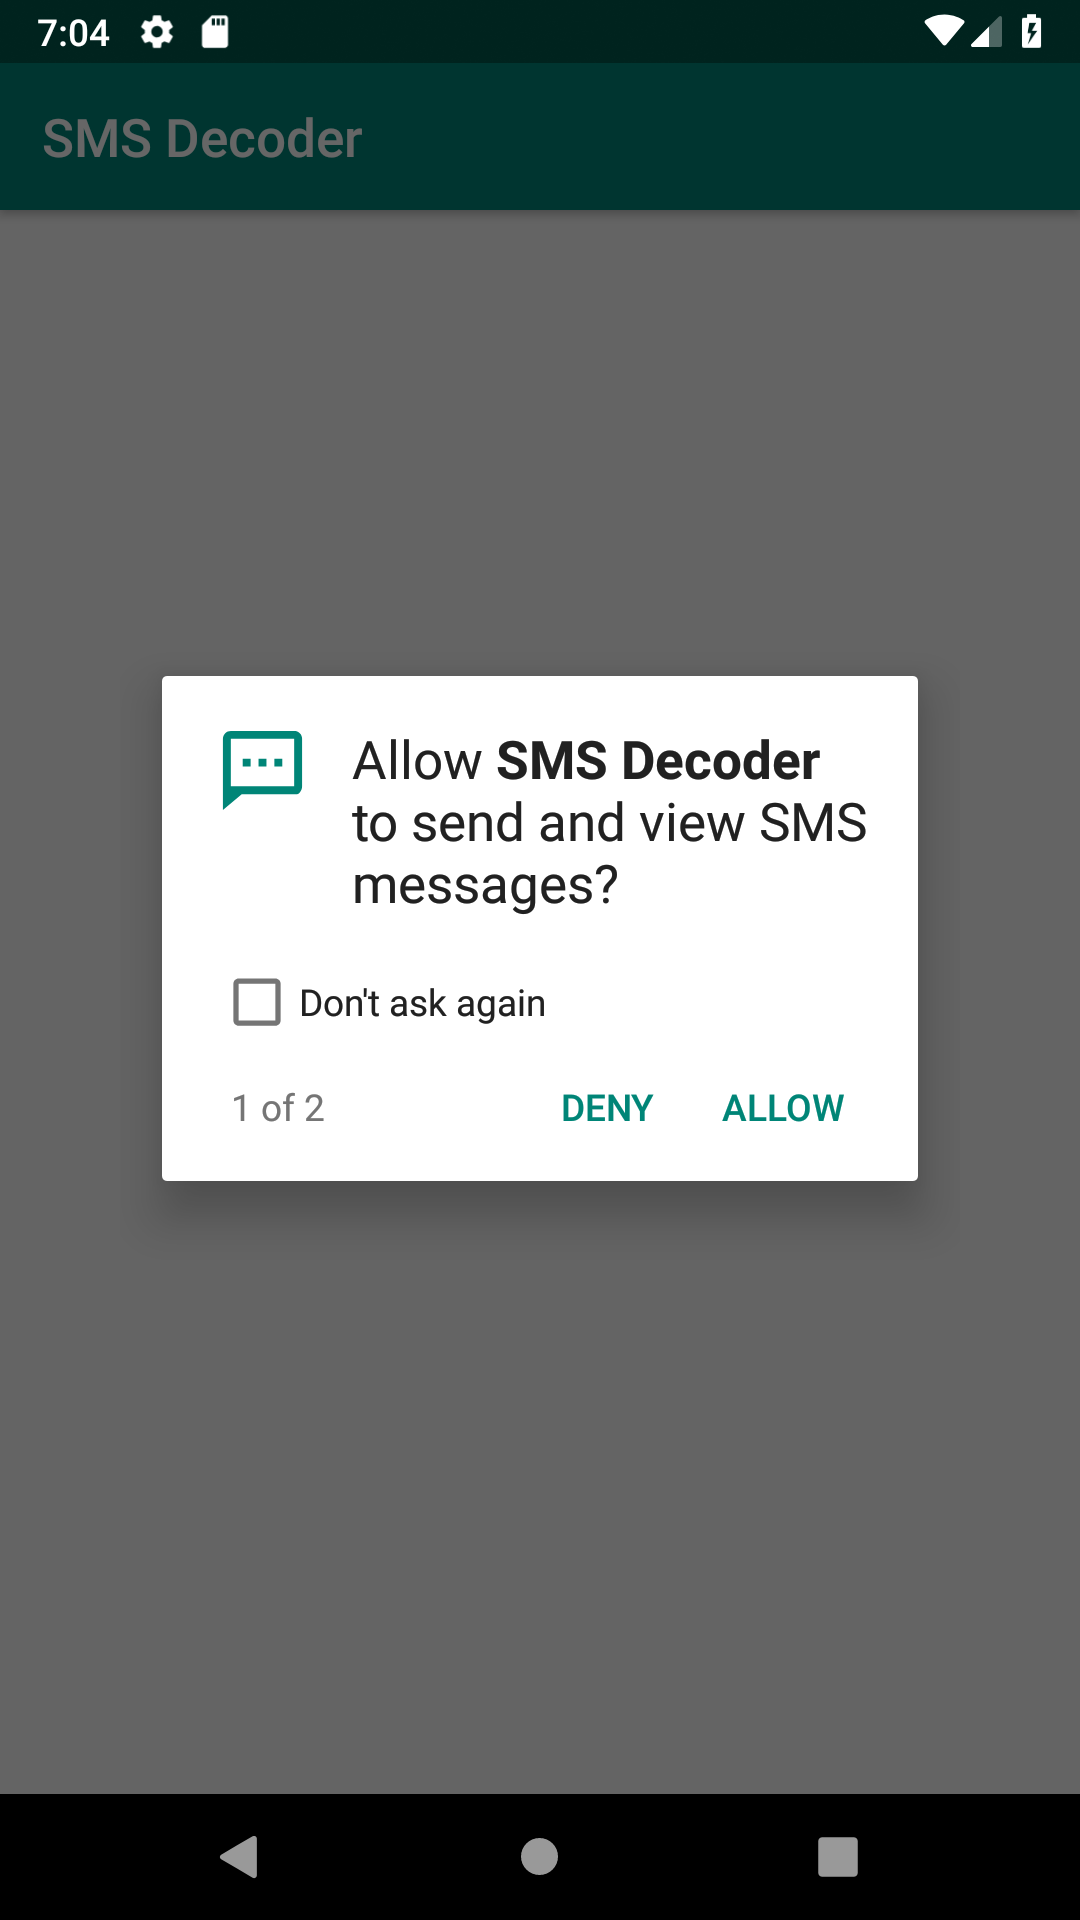 7:04
SMS Decoder
Allow SMS Decoder
to send and view SMS
messages?
Don't ask again
1 of 2 DENY ALLOW